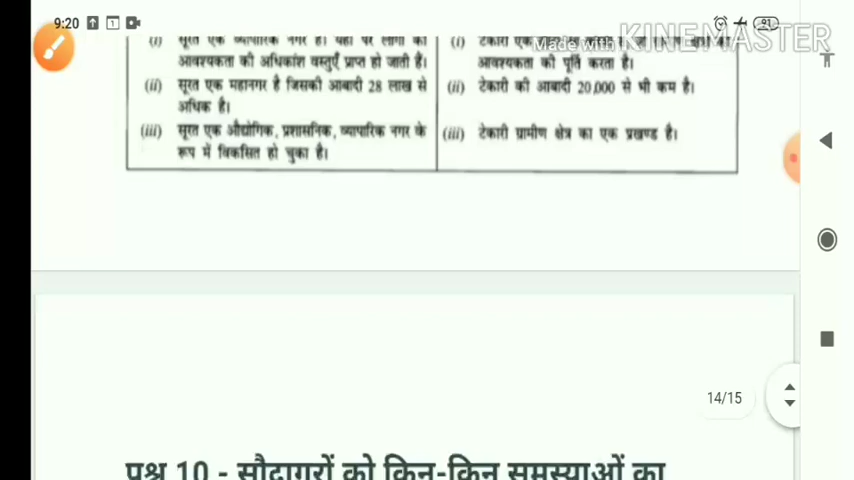 9:20 1 91
Made with KINEMASTER
(i) सूरत एक व्यापारिक नगर है। यहाँ पर लोगों की
आवश्यकता की अधिकांश वस्तुएँ प्राप्त हो जाती हैं।
(ii) सूरत एक महानगर है जिसकी आबादी 28 लाख से
अधिक है।
(iii) सूरत एक औद्योगिक, प्रशासनिक, व्यापारिक नगर के
रूप में विकसित हो चुका है।
(i) टेकारी एक
आवश्यकता की पूर्ति करता है।
(ii) टेकारी की आबादी 20,000 से भी कम है।
(iii) टेकारी ग्रामीण क्षेत्र का एक प्रखण्ड है।
14/15
प्रश्न 10 - सौदागरों को किन-किन समस्याओं का